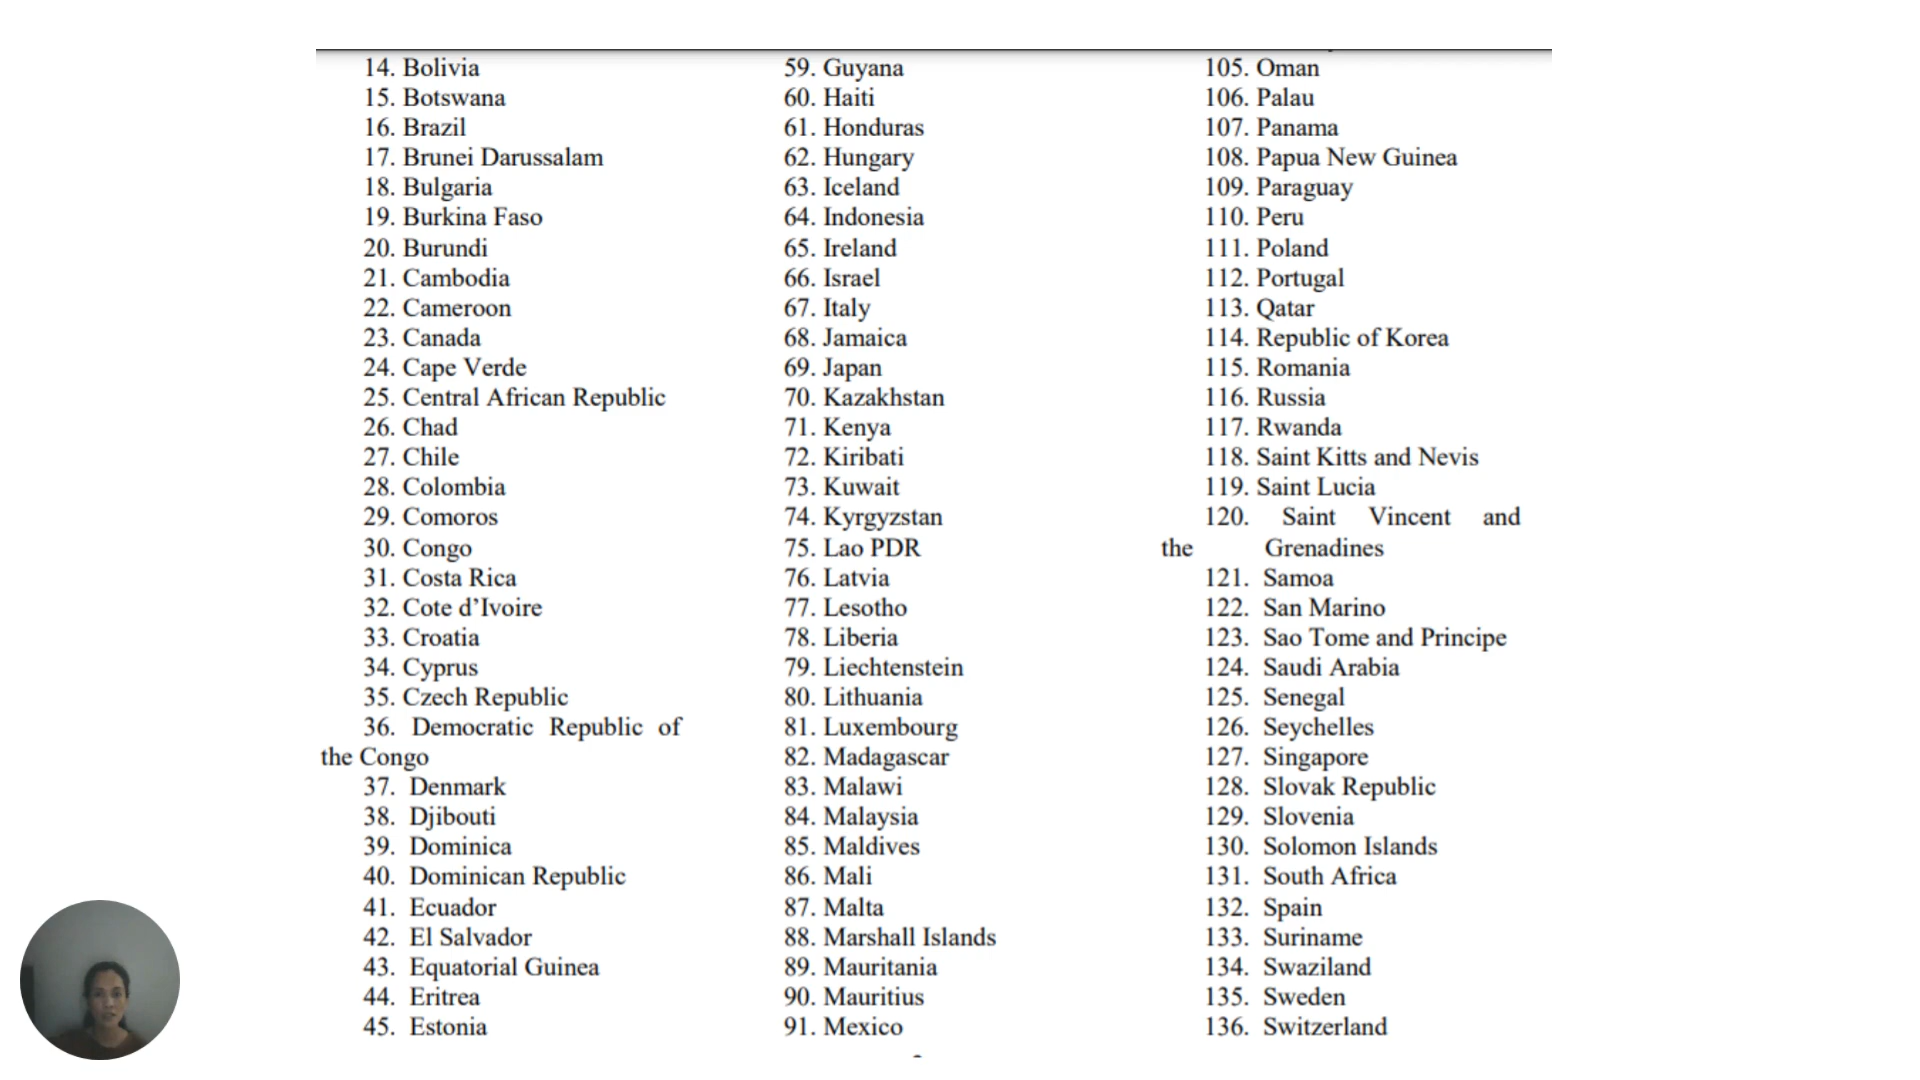 14. Bolivia
15. Botswana
16. Brazil
17. Brunei Darussalam
18. Bulgaria
19. Burkina Faso
20. Burundi
21. Cambodia
22. Cameroon
23. Canada
24. Cape Verde
25. Central African Republic
26. Chad
27. Chile
28. Colombia
29. Comoros
30. Congo
31. Costa Rica
32. Cote d’Ivoire
33. Croatia
34. Cyprus
35. Czech Republic
36. Democratic Republic of
the Congo
37. Denmark
38. Djibouti
39. Dominica
40. Dominican Republic
41. Ecuador
42. El Salvador
43. Equatorial Guinea
44. Eritrea
45. Estonia
59. Guyana
60. Haiti
61. Honduras
62. Hungary
63. Iceland
64. Indonesia
65. Ireland
66. Israel
67. Italy
68. Jamaica
69. Japan
70. Kazakhstan
71. Kenya
72. Kiribati
73. Kuwait
74. Kyrgyzstan
75. Lao PDR
76. Latvia
77. Lesotho
78. Liberia
79. Liechtenstein
80. Lithuania
81. Luxembourg
82. Madagascar
83. Malawi
84. Malaysia
85. Maldives
86. Mali
87. Malta
88. Marshall Islands
89. Mauritania
90. Mauritius
91. Mexico
105. Oman
106. Palau
107. Panama
108. Papua New Guinea
109. Paraguay
110. Peru
111. Poland
112. Portugal
113. Qatar
114. Republic of Korea
115. Romania
116. Russia
117. Rwanda
118. Saint Kitts and Nevis
119. Saint Lucia
120. Saint Vincent and
the Grenadines
121. Samoa
122. San Marino
123. Sao Tome and Principe
124. Saudi Arabia
125. Senegal
126. Seychelles
127. Singapore
128. Slovak Republic
129. Slovenia
130. Solomon Islands
131. South Africa
132. Spain
133. Suriname
134. Swaziland
135. Sweden
136. Switzerland